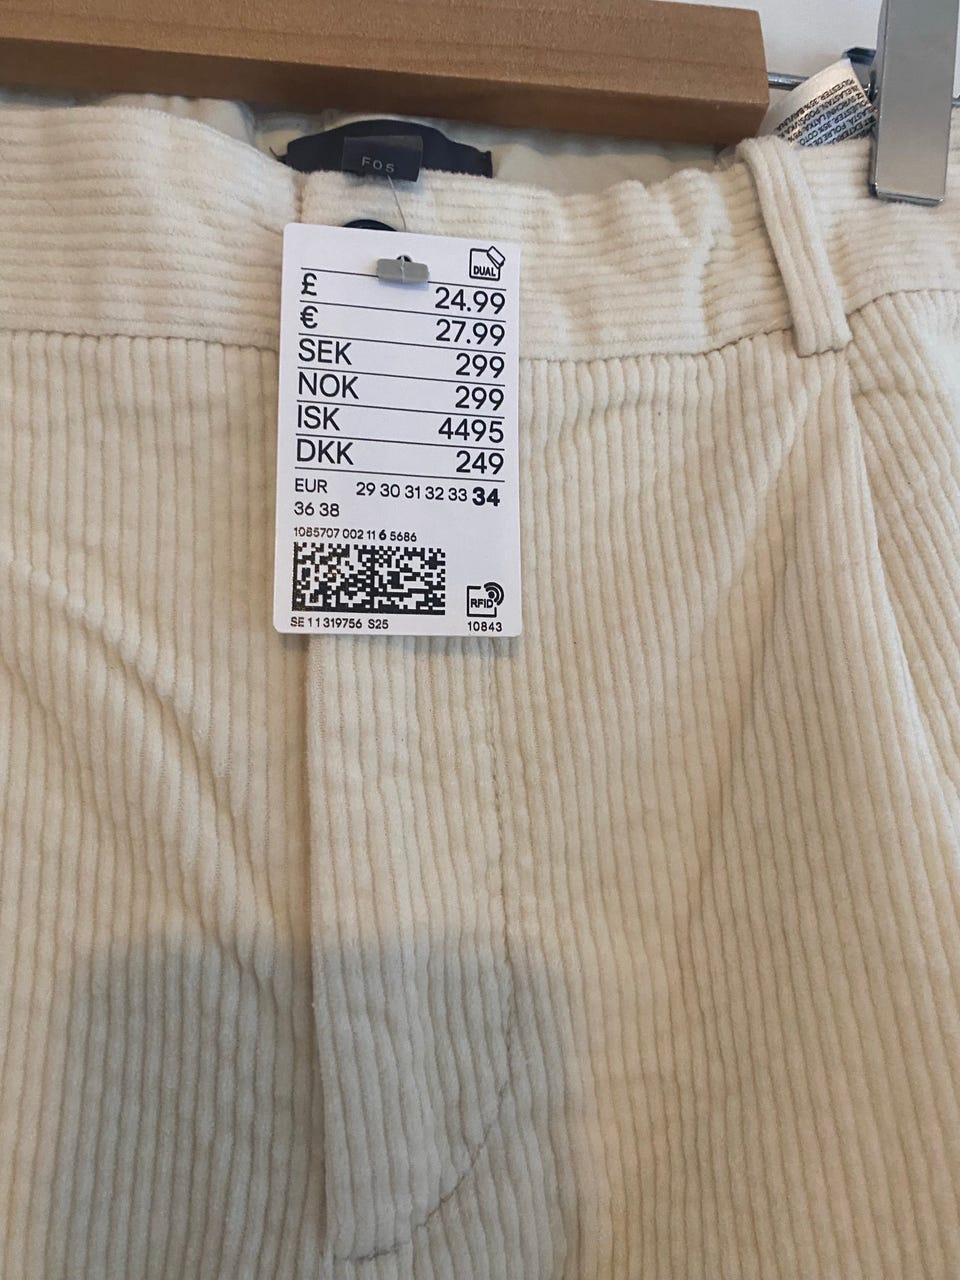 FOS
DUAL
£ 24.99
€ 27.99
SEK 299
NOK 299
ISK 4495
DKK 249
EUR 29 30 31 32 33 34
36 38
1085707 002 11 6 5686
RFID
SE 11 319756 S25 10843